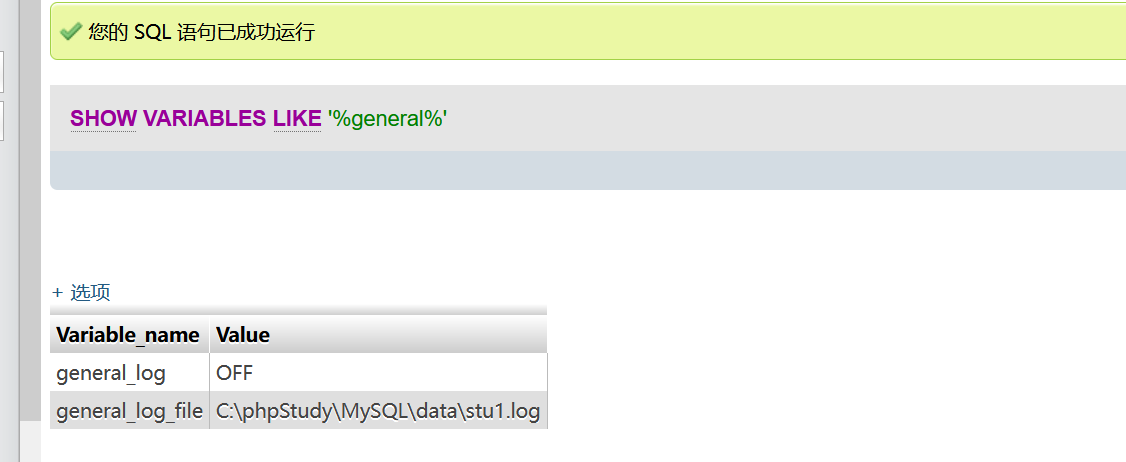 您的 SQL 语句已成功运行
SHOW VARIABLES LIKE '%general%'
+ 选项
Variable_name Value
general_log OFF
general_log_file C:\phpStudy\MySQL\data\stu1.log